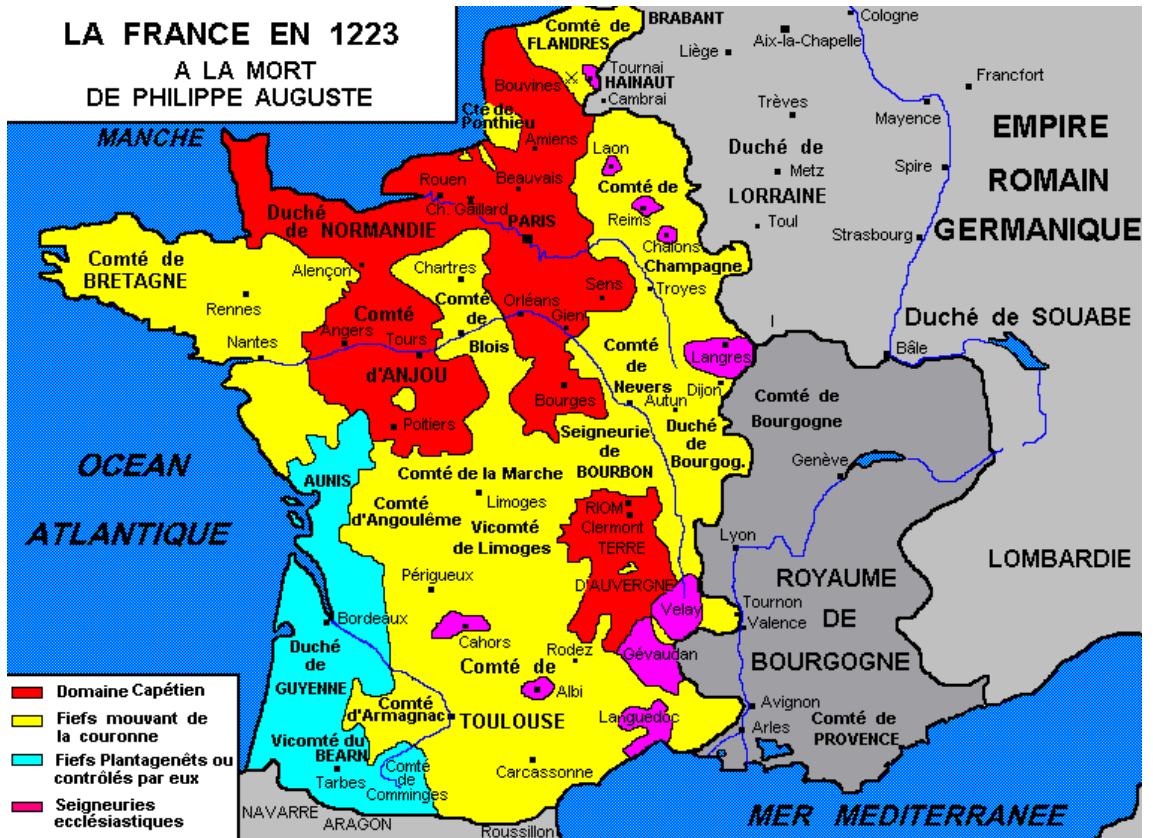 LA FRANCE EN 1223
A LA MORT
DE PHILIPPE AUGUSTE
MANCHE
OCEAN
ATLANTIQUE
MER MEDITERRANEE
Comté de
FLANDRES
BRABANT
Cologne
Liège
Aix-la-Chapelle
Tournai
HAINAUT
Bouvines
Cambrai
Francfort
Trèves
Mayence
EMPIRE
ROMAIN
GERMANIQUE
Cté de
Ponthieu
Amiens
Laon
Duché de
LORRAINE
Metz
Spire
Toul
Strasbourg
Rouen
Beauvais
Ch. Gaillard
PARIS
Comté de
Champagne
Reims
Chalons
Troyes
Duché
de NORMANDIE
Comté de
BRETAGNE
Alençon
Chartres
Rennes
Nantes
Comté
d'ANJOU
Angers
Tours
Comté
de
Blois
Orléans
Sens
Gien
I
Duché de SOUABE
Bâle
Langres
Comté
de
Nevers
Dijon
Autun
Comté de
Bourgogne
Bourges
Poitiers
Seigneurie
de
BOURBON
Duché
de
Bourgog.
Genève
AUNIS
Comté de la Marche
Limoges
Comté
d'Angoulême
Vicomté
de Limoges
RIOM
Clermont
TERRE
D'AUVERGNE
Lyon
ROYAUME
DE
BOURGOGNE
LOMBARDIE
Périgueux
Velay
Tournon
Valence
Bordeaux
Cahors
Gévaudan
Rodez
Duché
de
GUYENNE
Comté de
TOULOUSE
Albi
Comté
d'Armagnac
Languedoc
Avignon
Arles
Comté de
PROVENCE
Vicomté du
BEARN
Tarbes
Comté
de
Comminges
Carcassonne
NAVARRE
ARAGON
Roussillon
Domaine Capétien
Fiefs mouvant de
la couronne
Fiefs Plantagenêts ou
contrôlés par eux
Seigneuries
ecclésiastiques